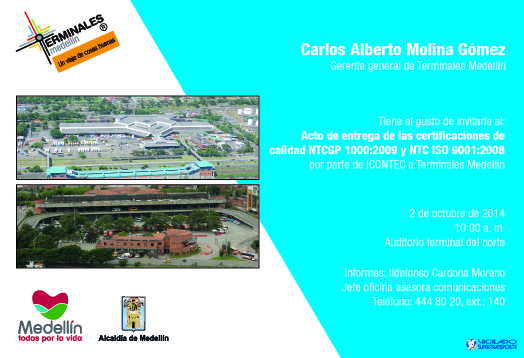 TERMINALES
medellín
®
Un viaje de cosas buenas
Carlos Alberto Molina Gómez
Gerente general de Terminales Medellín
Tiene el gusto de invitarle al:
Acto de entrega de las certificaciones de
calidad NTCGP 1000:2009 y NTC ISO 9001:2008
por parte de ICONTEC a Terminales Medellín
2 de octubre de 2014
10:00 a. m.
Auditorio terminal del norte
Informes: Ildefonso Cardona Moreno
Jefe oficina asesora comunicaciones
Teléfono: 444 80 20, ext.: 140
Medellín
todos por la vida
Alcaldía de Medellín
VIGILADO
SUPERTRANSPORTE